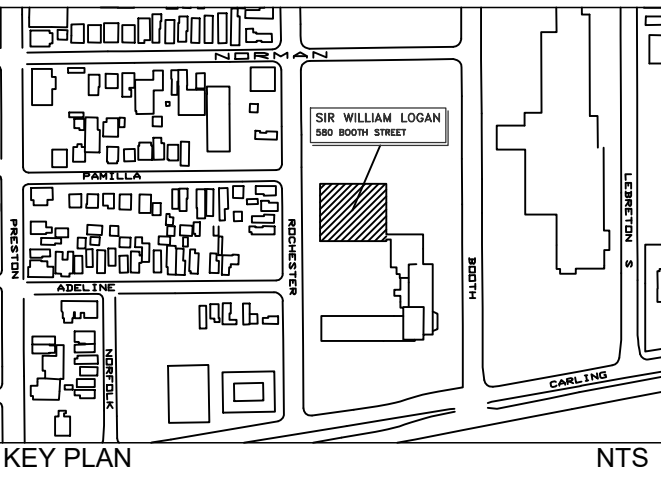 NORMAN
SIR WILLIAM LOGAN
580 BOOTH STREET
PAMILLA
PRESTON
ROCHESTER
LEBRETON S
BOOTH
ADELINE
NORFOLK
CARLING
KEY PLAN
NTS